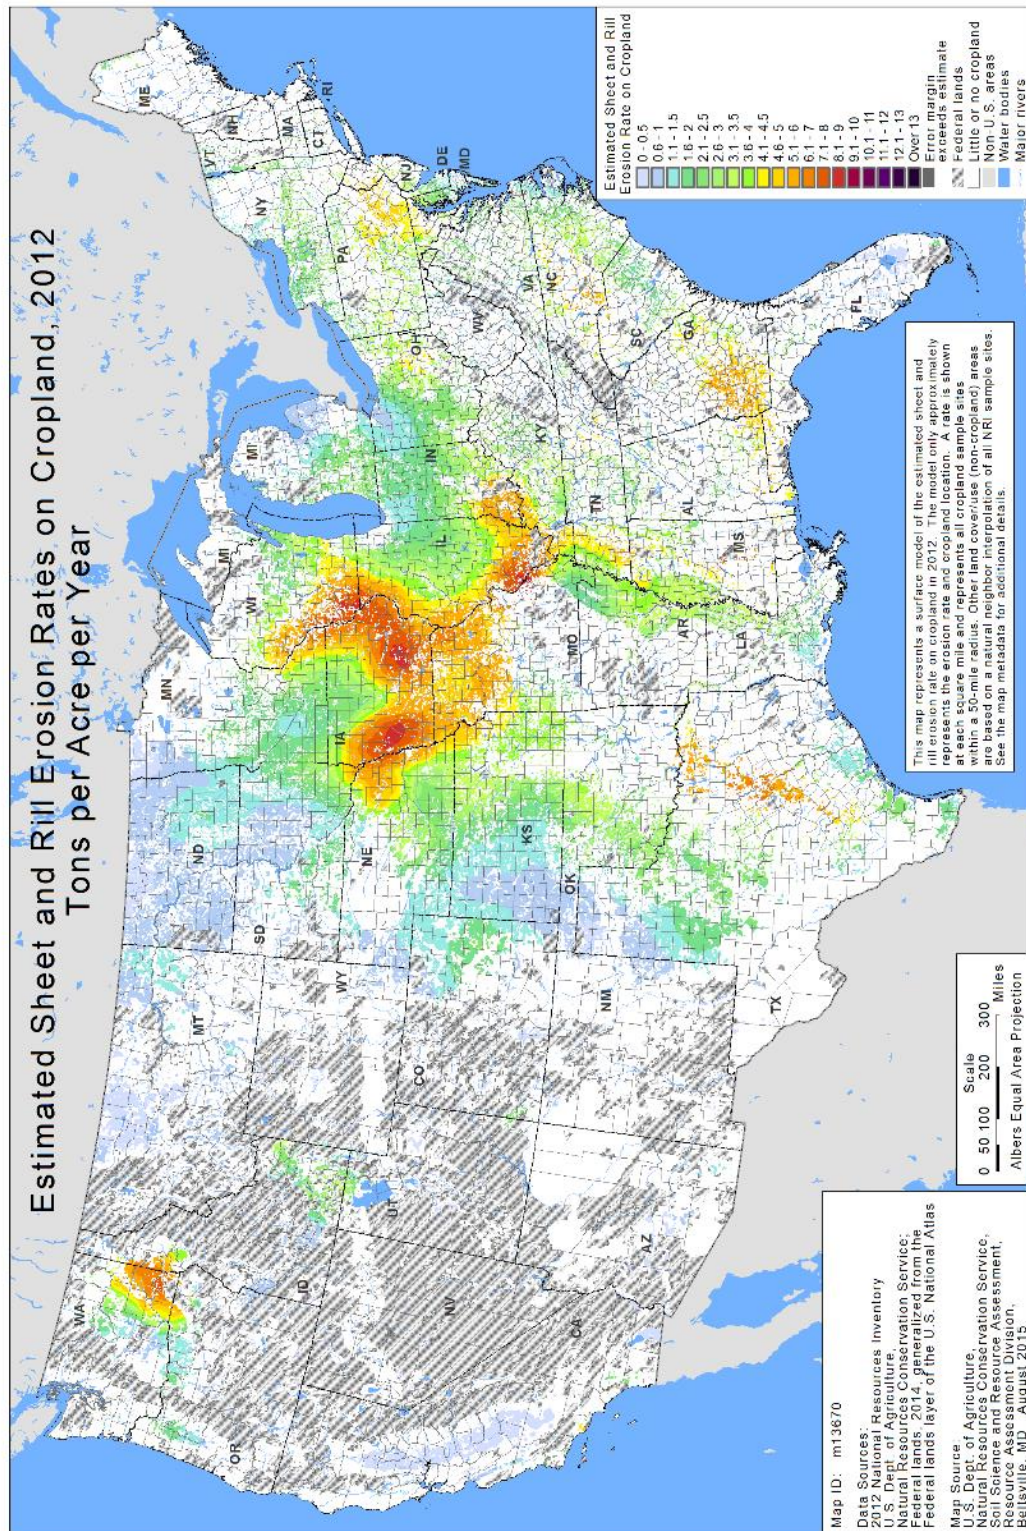 Estimated Sheet and Rill Erosion Rates on Cropland, 2012
Tons per Acre per Year
WA
OR
CA
NV
ID
MT
WY
UT
AZ
CO
NM
ND
SD
NE
KS
OK
TX
MN
IA
MO
AR
LA
WI
MI
MI
IL
IN
OH
KY
TN
MS
AL
GA
FL
SC
NC
VA
WV
PA
NY
VT
NH
ME
MA
CT
RI
NJ
DE
MD
Estimated Sheet and Rill
Erosion Rate on Cropland
0 - 0.5
0.6 - 1
1.1 - 1.5
1.6 - 2
2.1 - 2.5
2.6 - 3
3.1 - 3.5
3.6 - 4
4.1 - 4.5
4.6 - 5
5.1 - 6
6.1 - 7
7.1 - 8
8.1 - 9
9.1 - 10
10.1 - 11
11.1 - 12
12.1 - 13
Over 13
Error margin
exceeds estimate
Federal lands
Little or no cropland
Non-U.S. areas
Water bodies
Major rivers
This map represents a surface model of the estimated sheet and
rill erosion rate on cropland in 2012. The model only approximately
represents the erosion rate and cropland location. A rate is shown
at each square mile and represents all cropland sample sites
within a 50-mile radius. Other land cover/use (non-cropland) areas
are based on a natural neighbor interpolation of all NRI sample sites.
See the map metadata for additional details.
Scale
0 50 100 200 300
Miles
Albers Equal Area Projection
Map ID: m13670
Data Sources:
2012 National Resources Inventory
U.S. Dept. of Agriculture,
Natural Resources Conservation Service;
Federal lands, 2014, generalized from the
Federal lands layer of the U.S. National Atlas
Map Source:
U.S. Dept. of Agriculture,
Natural Resources Conservation Service,
Soil Science and Resource Assessment,
Resource Assessment Division,
Beltsville, MD August 2015